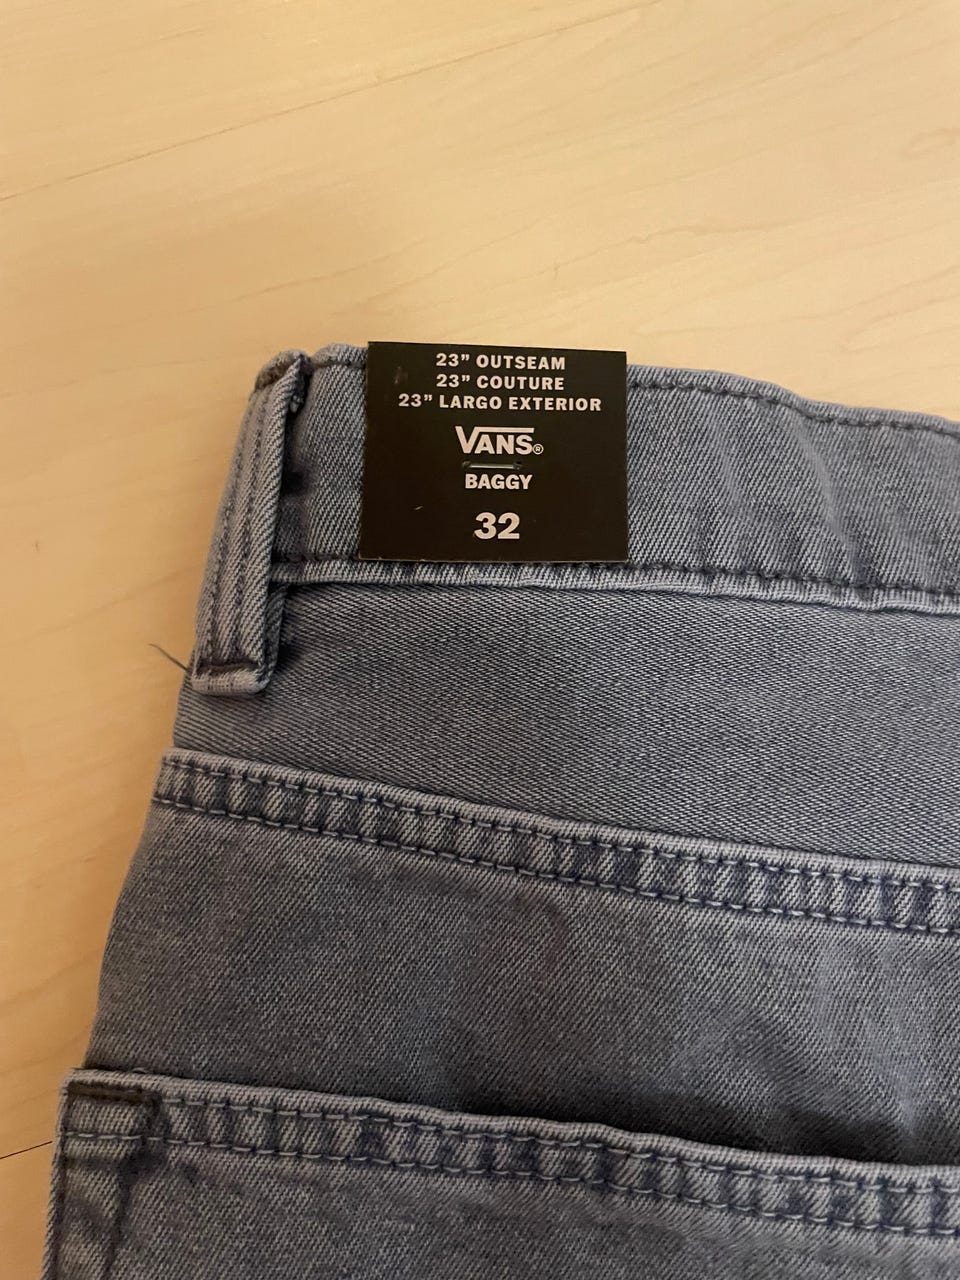 23” OUTSEAM
23” COUTURE
23” LARGO EXTERIOR
VANS®
BAGGY
32